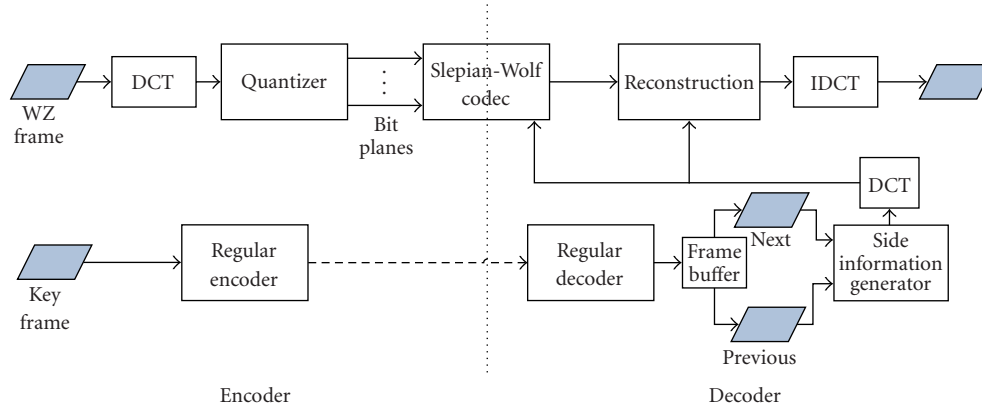 WZ
frame
DCT
Quantizer
Bit
planes
Slepian-Wolf
codec
Reconstruction
IDCT
DCT
Key
frame
Regular
encoder
Regular
decoder
Frame
buffer
Next
Previous
Side
information
generator
Encoder
Decoder